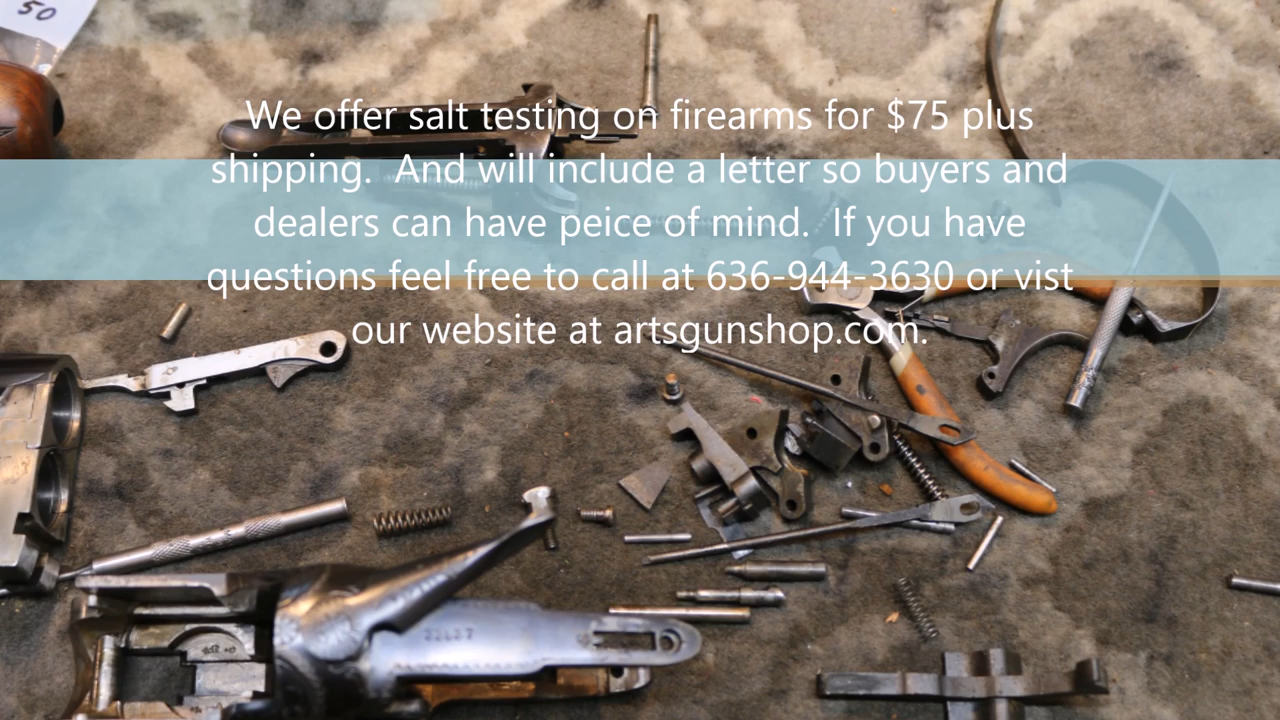 50
We offer salt testing on firearms for $75 plus
shipping.  And will include a letter so buyers and
dealers can have peice of mind.  If you have
questions feel free to call at 636-944-3630 or vist
our website at artsgunshop.com.